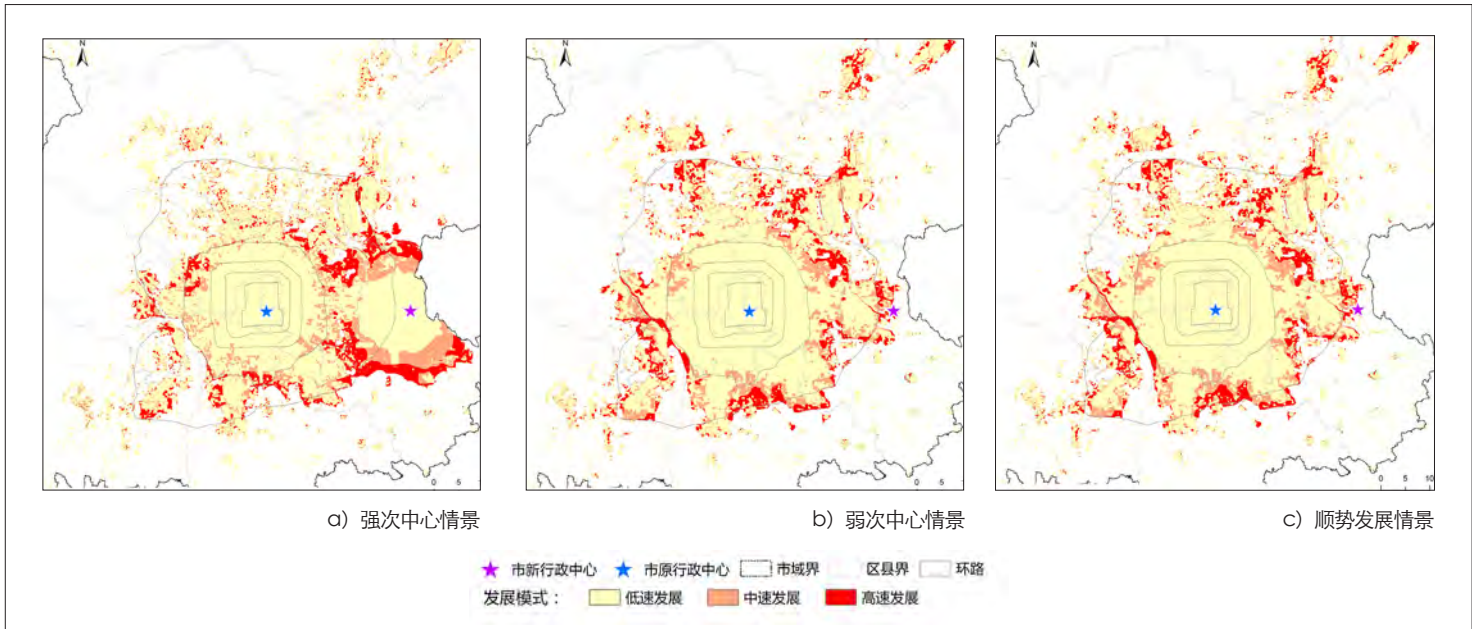 N
N
N
0 5
0 5
0 5 10
a）强次中心情景
b）弱次中心情景
c）顺势发展情景
市新行政中心 市原行政中心 市域界 区县界 环路
发展模式： 低速发展 中速发展 高速发展